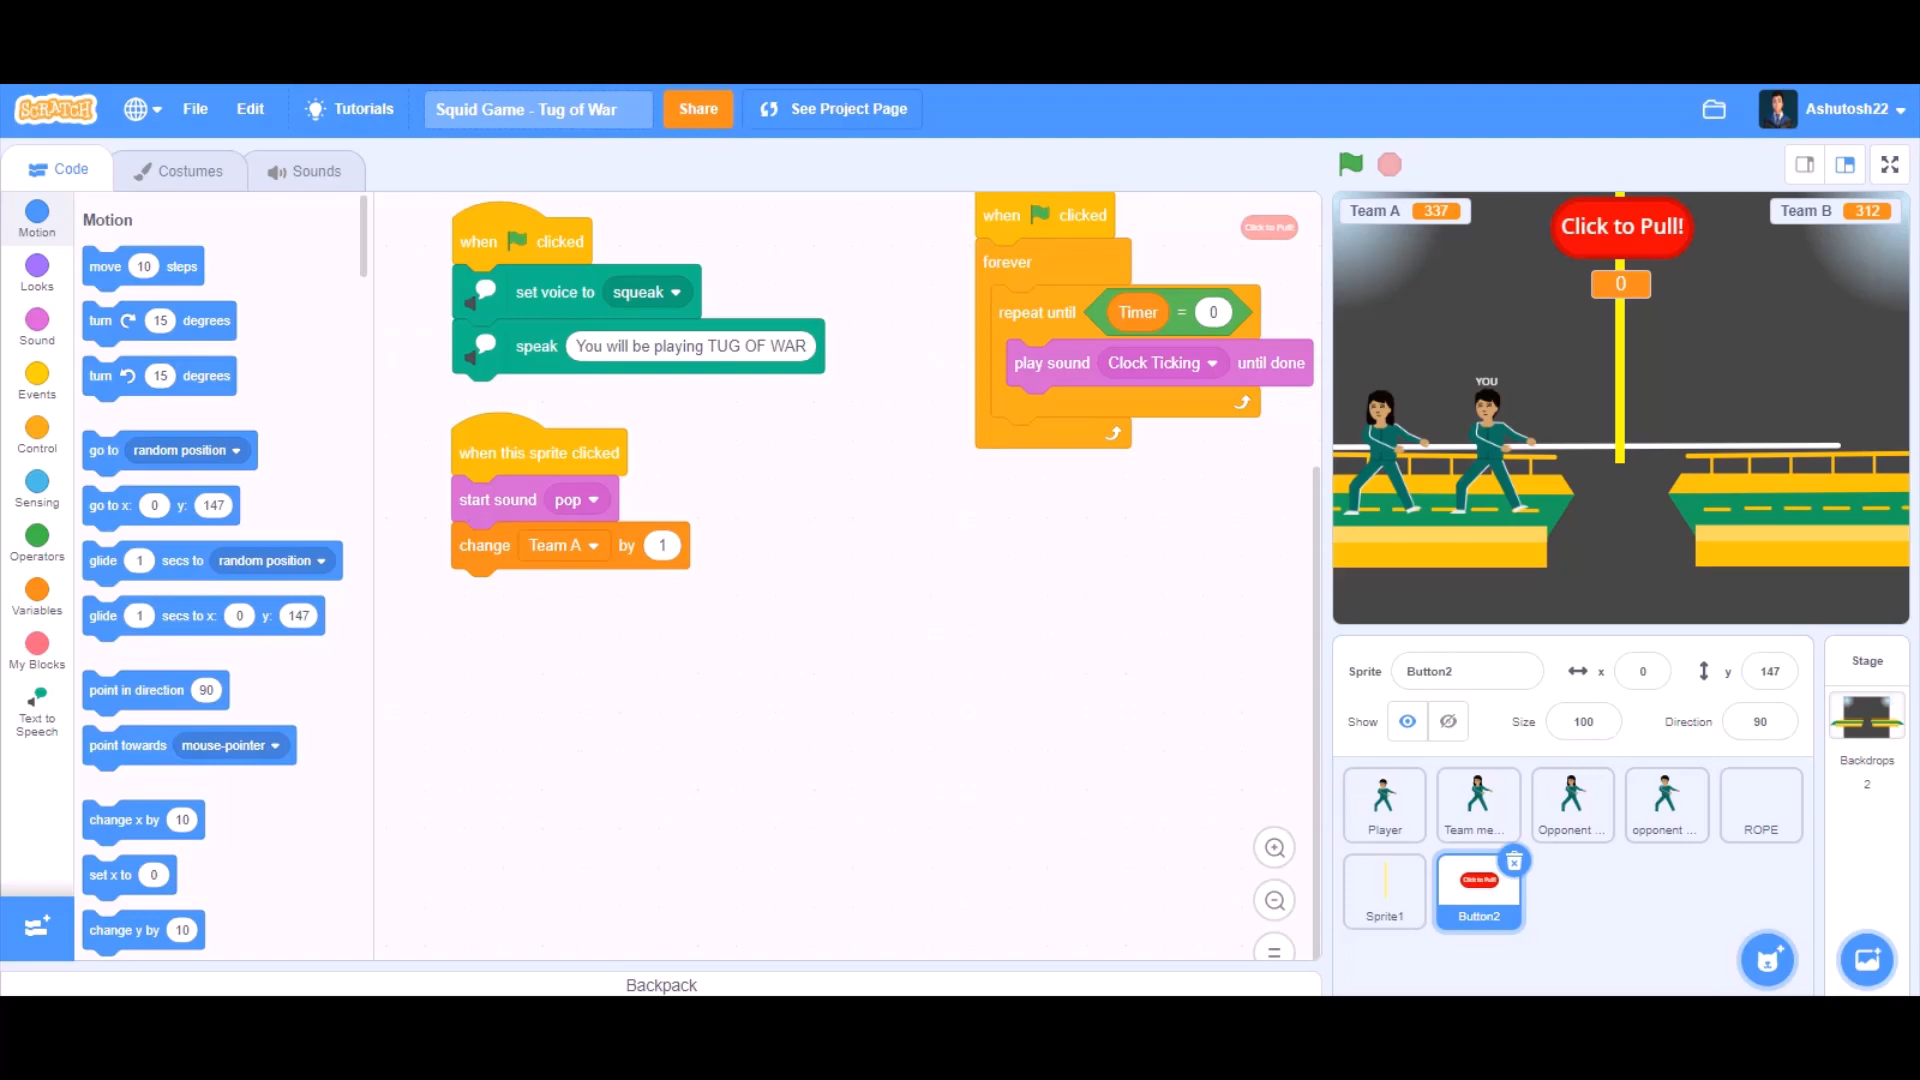 SCRATCH
File
Edit
Tutorials
Squid Game - Tug of War
Share
See Project Page
Ashutosh22
Code
Costumes
Sounds
Motion
Looks
Sound
Events
Control
Sensing
Operators
Variables
My Blocks
Text to
Speech
Motion
move 10 steps
turn 15 degrees
turn 15 degrees
go to random position
go to x: 0 y: 147
glide 1 secs to random position
glide 1 secs to x: 0 y: 147
point in direction 90
point towards mouse-pointer
change x by 10
set x to 0
change y by 10
when clicked
set voice to squeak
speak You will be playing TUG OF WAR
when this sprite clicked
start sound pop
change Team A by 1
when clicked
forever
repeat until Timer = 0
play sound Clock Ticking until done
Click to Pull!
Team A 337
Click to Pull!
Team B 312
0
YOU
Sprite Button2 x 0 y 147
Show Size 100 Direction 90
Player
Team me...
Opponent ...
opponent ...
ROPE
Sprite1
Click to Pull!
Button2
Stage
Backdrops
2
Backpack